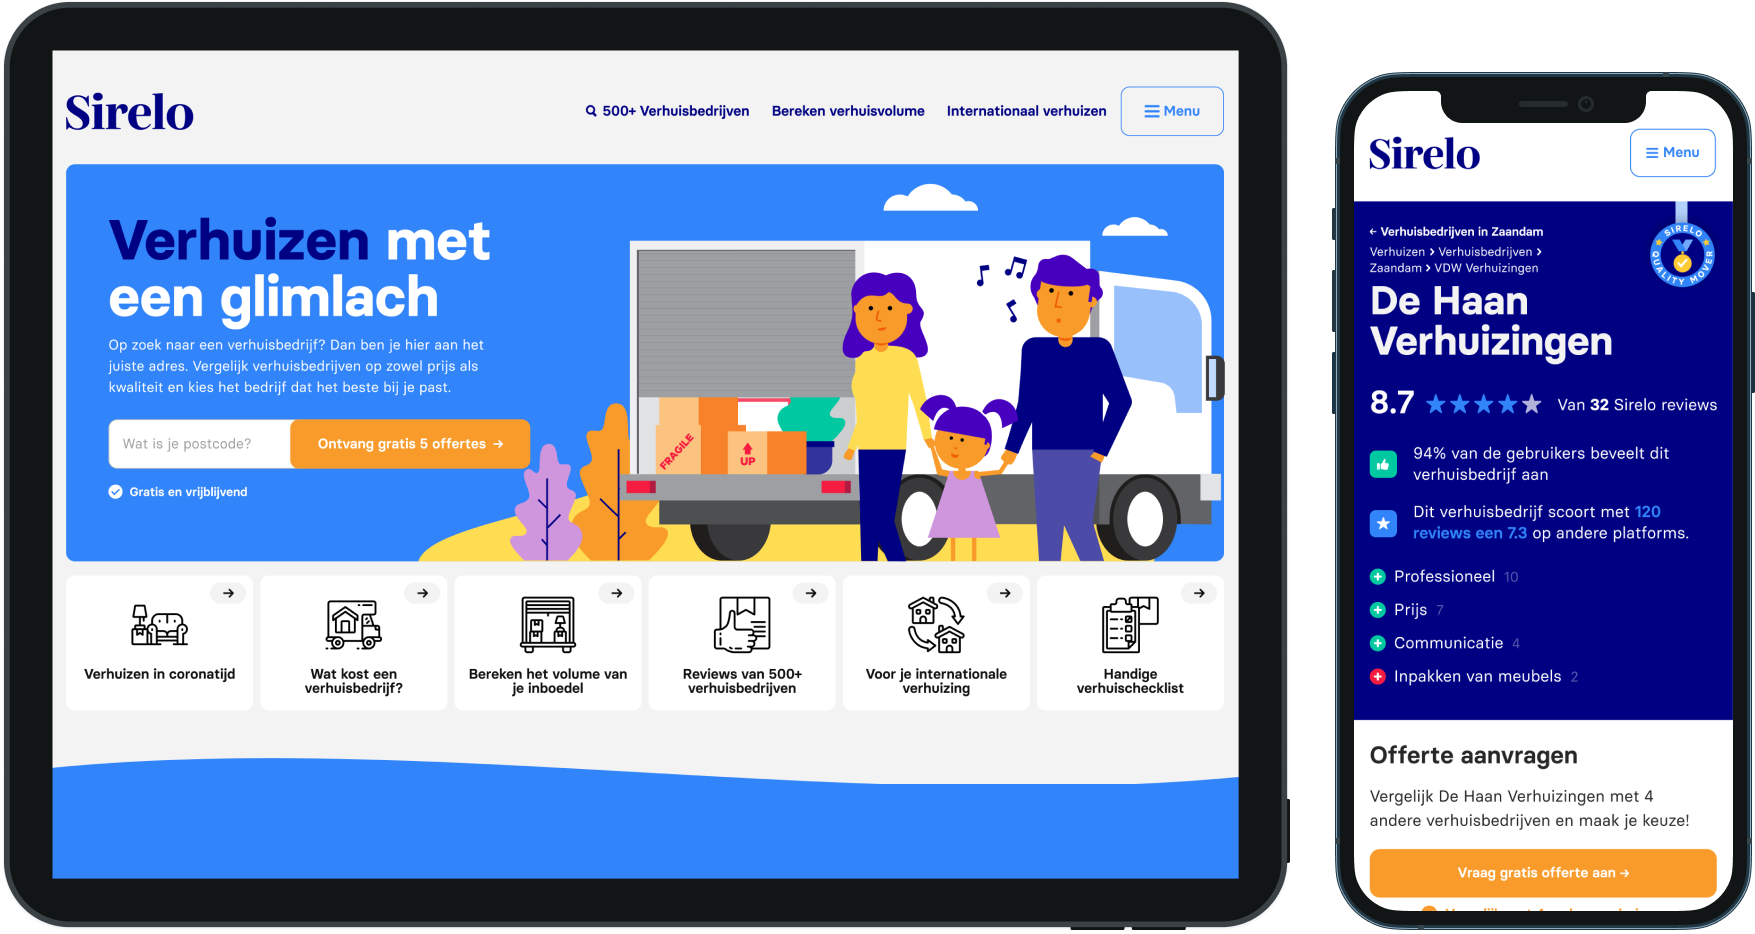 Sirelo
500+ Verhuisbedrijven
Bereken verhuisvolume
Internationaal verhuizen
Menu
Verhuizen met
een glimlach
Op zoek naar een verhuisbedrijf? Dan ben je hier aan het
juiste adres. Vergelijk verhuisbedrijven op zowel prijs als
kwaliteit en kies het bedrijf dat het beste bij je past.
Wat is je postcode?
Ontvang gratis 5 offertes →
Gratis en vrijblijvend
FRAGILE
UP
Verhuizen in coronatijd
Wat kost een
verhuisbedrijf?
Bereken het volume van
je inboedel
Reviews van 500+
verhuisbedrijven
Voor je internationale
verhuizing
Handige
verhuischecklist
Sirelo
Menu
← Verhuisbedrijven in Zaandam
Verhuizen > Verhuisbedrijven >
Zaandam > VDW Verhuizingen
SIRELO
QUALITY MOVER
De Haan
Verhuizingen
8.7
Van 32 Sirelo reviews
94% van de gebruikers beveelt dit
verhuisbedrijf aan
Dit verhuisbedrijf scoort met 120
reviews een 7.3 op andere platforms.
Professioneel 10
Prijs 7
Communicatie 4
Inpakken van meubels 2
Offerte aanvragen
Vergelijk De Haan Verhuizingen met 4
andere verhuisbedrijven en maak je keuze!
Vraag gratis offerte aan →